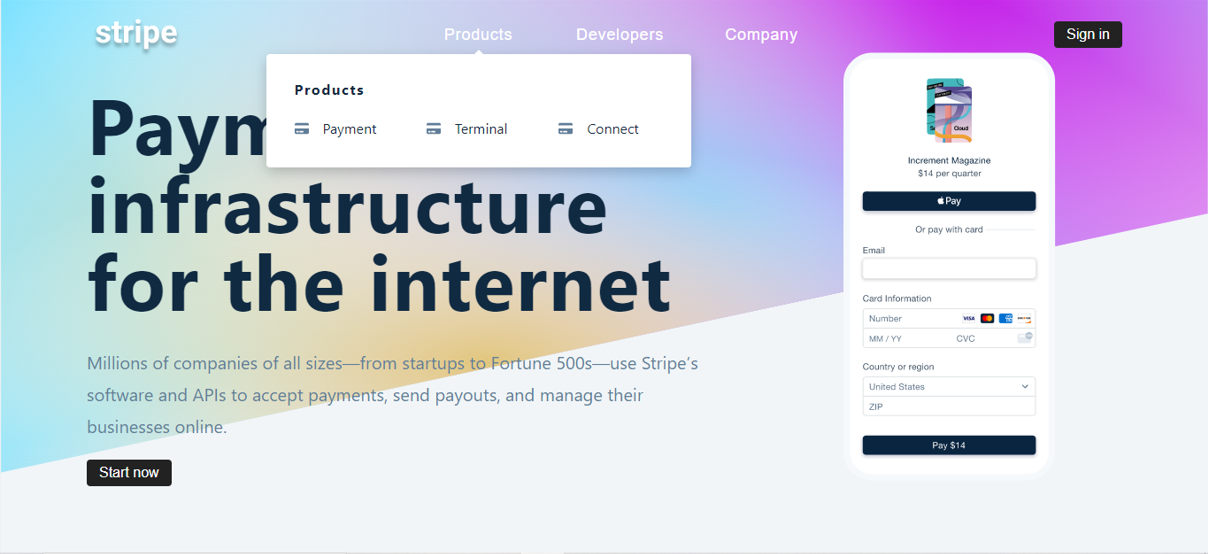 stripe
Products Developers Company
Sign in
Products
Payment Terminal Connect
Paym
infrastructure
for the internet
Millions of companies of all sizes—from startups to Fortune 500s—use Stripe’s
software and APIs to accept payments, send payouts, and manage their
businesses online.
Start now
Cloud
Increment Magazine
$14 per quarter
Pay
Or pay with card
Email
Card Information
Number VISA
MM / YY CVC
Country or region
United States
ZIP
Pay $14